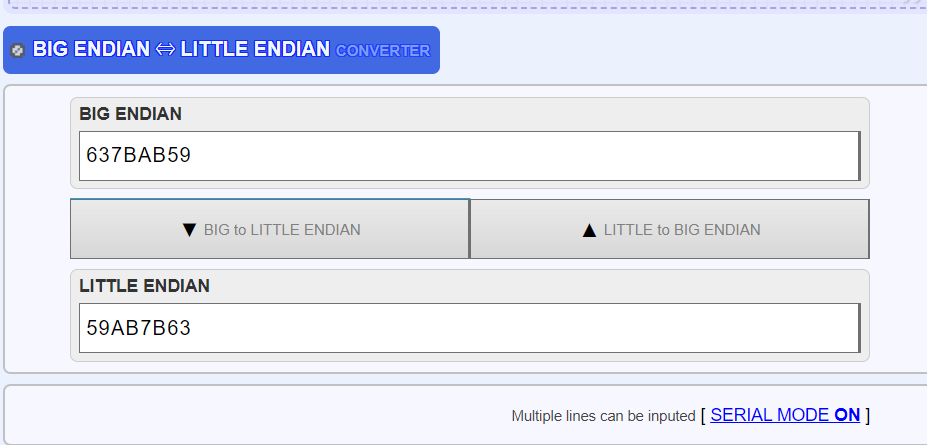 BIG ENDIAN ⇔ LITTLE ENDIAN CONVERTER
BIG ENDIAN
637BAB59
▼ BIG to LITTLE ENDIAN ▲ LITTLE to BIG ENDIAN
LITTLE ENDIAN
59AB7B63
Multiple lines can be inputed [ SERIAL MODE ON ]